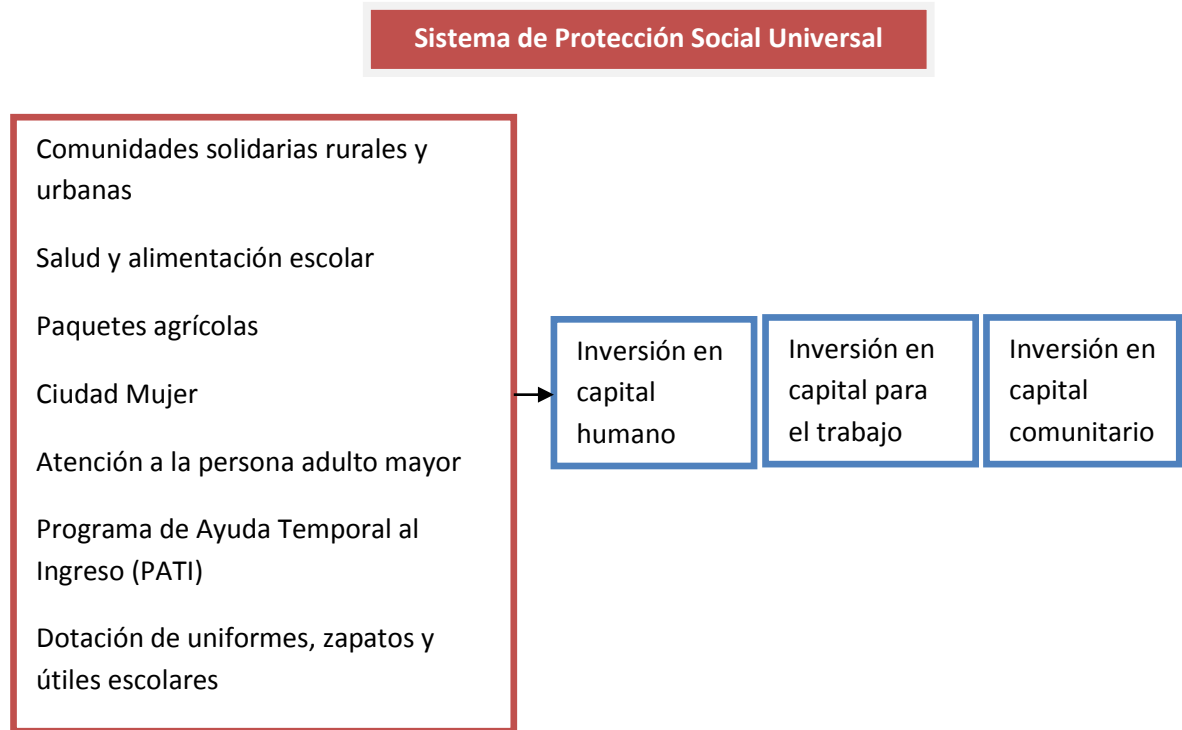 Sistema de Protección Social Universal
Comunidades solidarias rurales y
urbanas
Salud y alimentación escolar
Paquetes agrícolas
Ciudad Mujer
Atención a la persona adulto mayor
Programa de Ayuda Temporal al
Ingreso (PATI)
Dotación de uniformes, zapatos y
útiles escolares
Inversión en
capital
humano
Inversión en
capital para
el trabajo
Inversión en
capital
comunitario